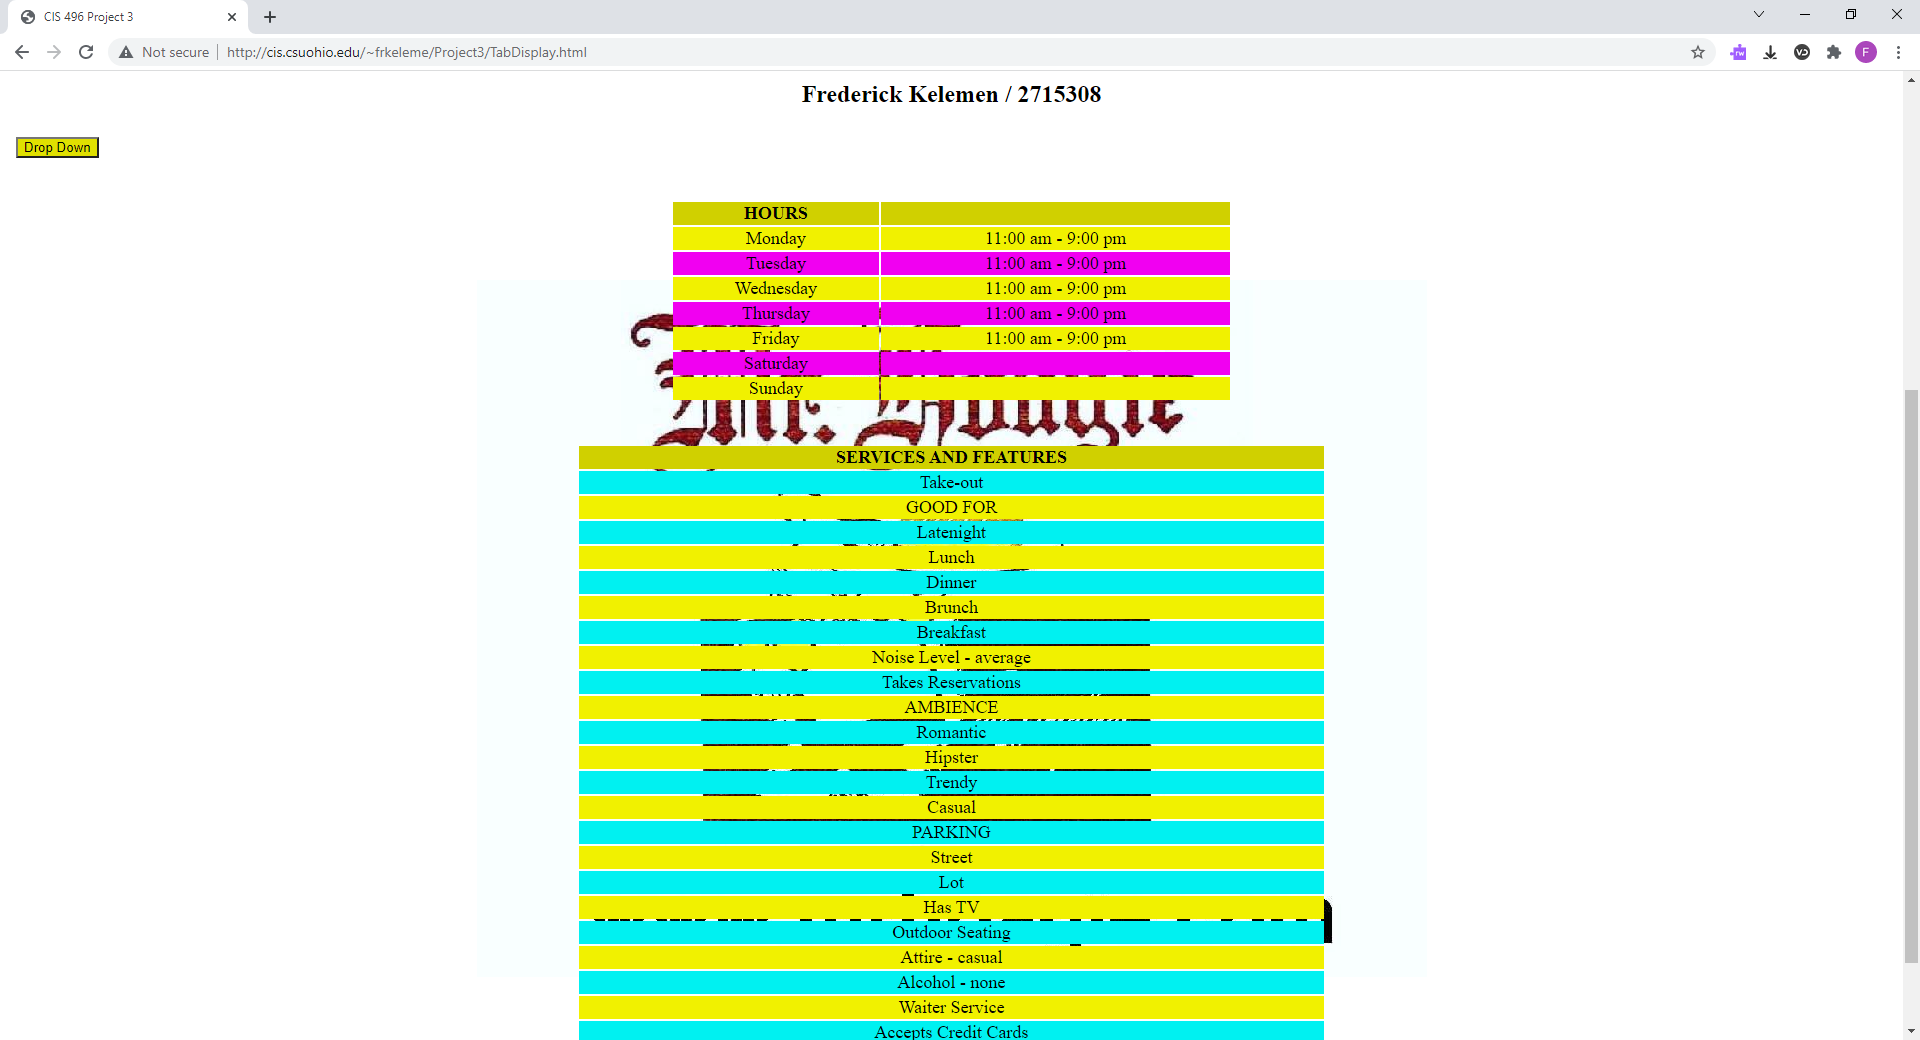 CIS 496 Project 3
Not secure
http://cis.csuohio.edu/~frkeleme/Project3/TabDisplay.html
rw
VD
F
Frederick Kelemen / 2715308
Drop Down
HOURS
Monday 11:00 am - 9:00 pm
Tuesday 11:00 am - 9:00 pm
Wednesday 11:00 am - 9:00 pm
Thursday 11:00 am - 9:00 pm
Friday 11:00 am - 9:00 pm
Saturday
Sunday
Mr.
SERVICES AND FEATURES
Take-out
GOOD FOR
Latenight
Lunch
Dinner
Brunch
Breakfast
Noise Level - average
Takes Reservations
AMBIENCE
Romantic
Hipster
Trendy
Casual
PARKING
Street
Lot
Has TV
Outdoor Seating
Attire - casual
Alcohol - none
Waiter Service
Accepts Credit Cards